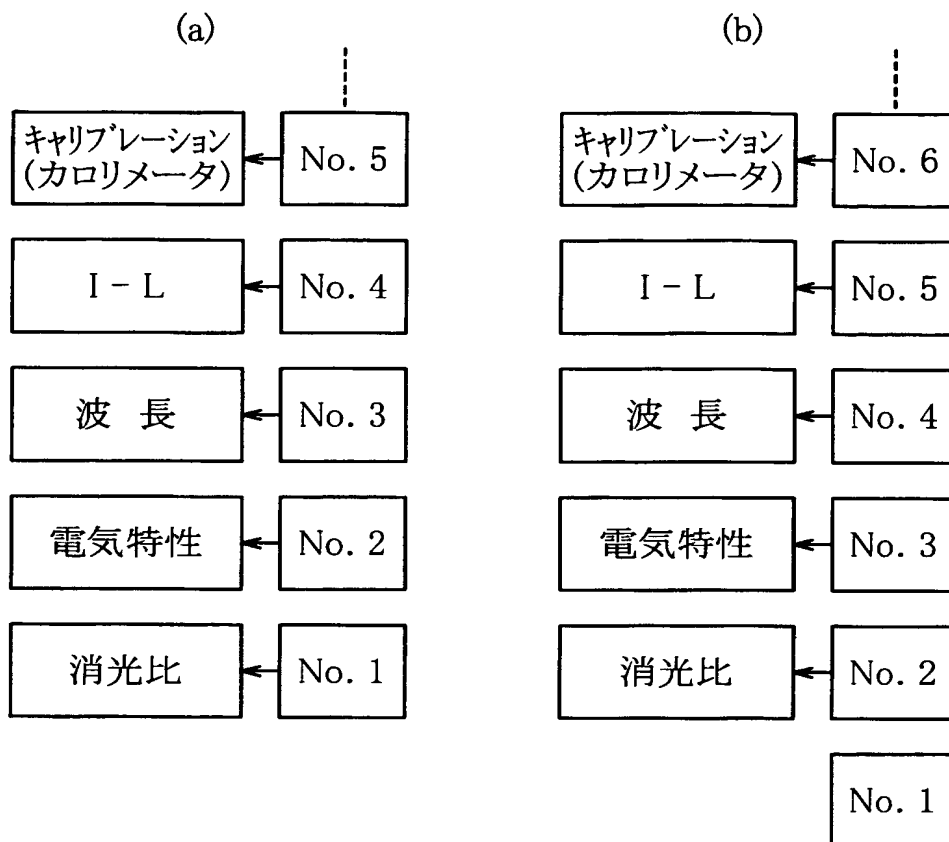 (a)
キャリブレーション
(カロリメータ)
No. 5
I - L
No. 4
波 長
No. 3
電気特性
No. 2
消光比
No. 1
(b)
キャリブレーション
(カロリメータ)
No. 6
I - L
No. 5
波 長
No. 4
電気特性
No. 3
消光比
No. 2
No. 1